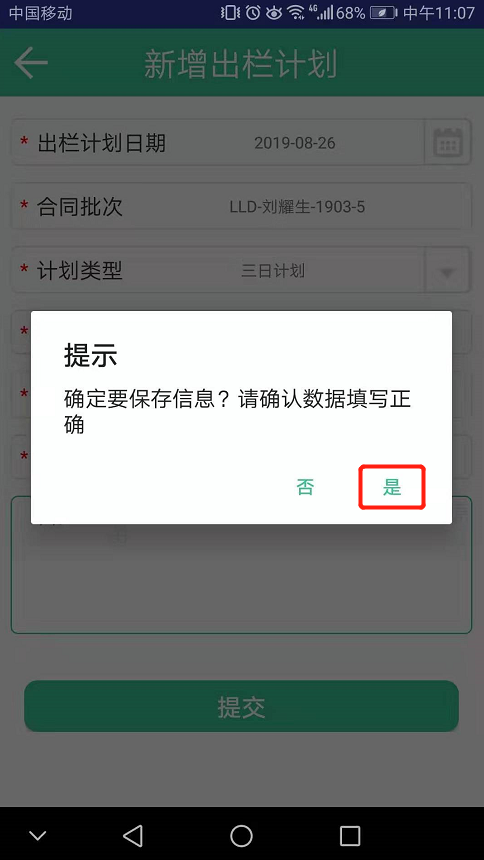 中国移动 4G 68% 中午11:07
新增出栏计划
* 出栏计划日期 2019-08-26
* 合同批次 LLD-刘耀生-1903-5
* 计划类型 三日计划
*
*
*
提示
确定要保存信息？请确认数据填写正
确
否 是
提交